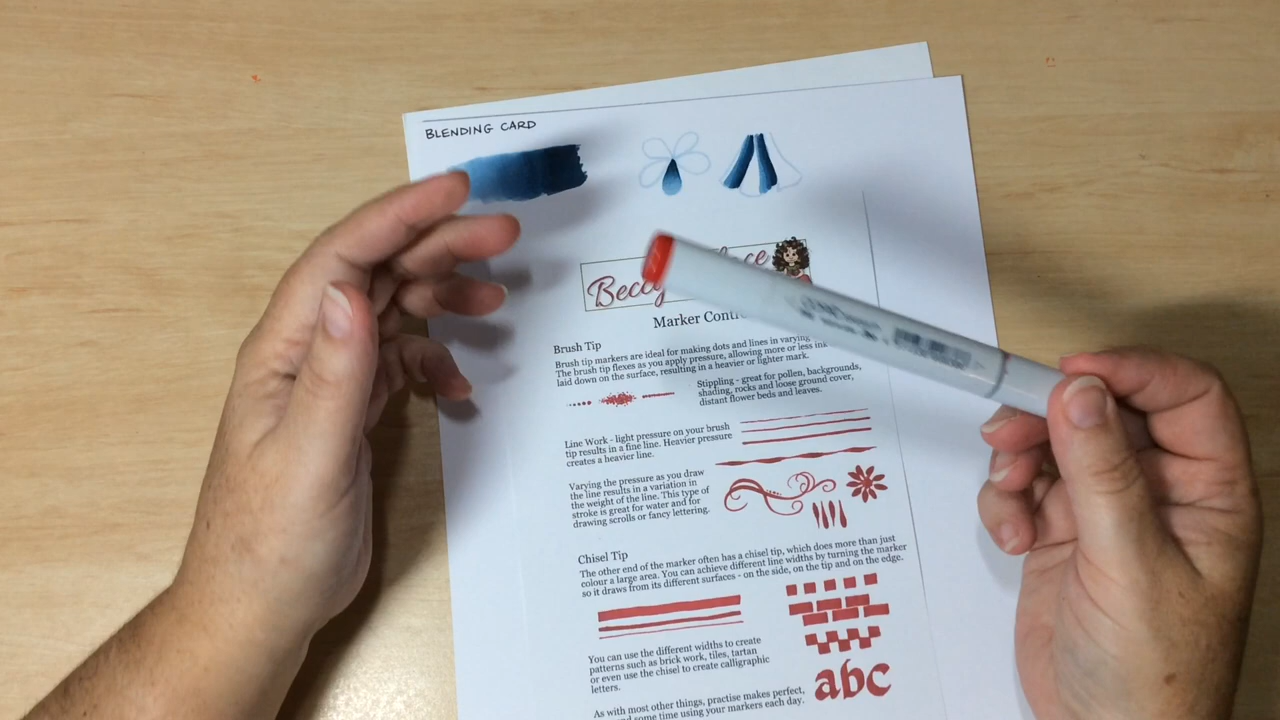 BLENDING CARD
Marker
Brush Tip
Brush tip markers are ideal for making dots and lines in varying
The brush tip flexes as you apply pressure, allowing more or less ink
laid down on the surface, resulting in a heavier or lighter mark.
Stippling - great for pollen, backgrounds,
shading, rocks and loose ground cover,
distant flower beds and leaves.
Line Work - light pressure on your brush
tip results in a fine line. Heavier pressure
creates a heavier line.
Varying the pressure as you draw
the line results in a variation in
the weight of the line. This type of
stroke is great for water and for
drawing scrolls or fancy lettering.
Chisel Tip
The other end of the marker often has a chisel tip, which does more than just
colour a large area. You can achieve different line widths by turning the marker
so it draws from its different surfaces - on the side, on the tip and on the edge.
You can use the different widths to create
patterns such as brick work, tiles, tartan
or even use the chisel to create calligraphic
letters.
abc
As with most other things, practise makes perfect,
some time using your markers each day.